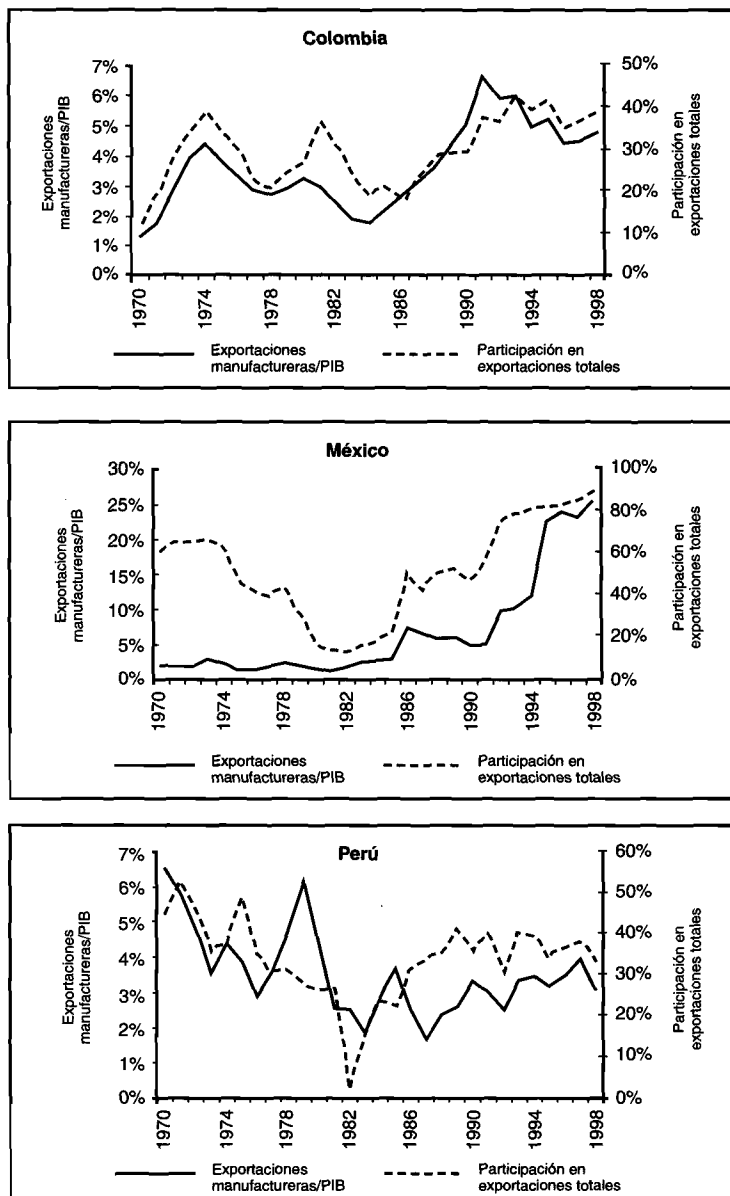 Colombia
Exportaciones
manufactureras/PIB
7%
6%
5%
4%
3%
2%
1%
0%
50%
40%
30%
20%
10%
0%
Participación en
exportaciones totales
1970
1974
1978
1982
1986
1990
1994
1998
Exportaciones
manufactureras/PIB
Participación en
exportaciones totales
México
Exportaciones
manufactureras/PIB
30%
25%
20%
15%
10%
5%
0%
100%
80%
60%
40%
20%
0%
Participación en
exportaciones totales
1970
1974
1978
1982
1986
1990
1994
1998
Exportaciones
manufactureras/PIB
Participación en
exportaciones totales
Perú
Exportaciones
manufactureras/PIB
7%
6%
5%
4%
3%
2%
1%
0%
60%
50%
40%
30%
20%
10%
0%
Participación en
exportaciones totales
1970
1974
1978
1982
1986
1990
1994
1998
Exportaciones
manufactureras/PIB
Participación en
exportaciones totales